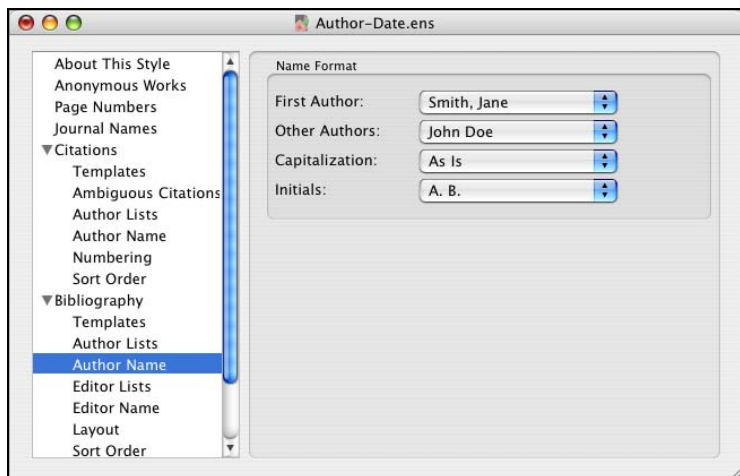 Author-Date.ens
About This Style
Anonymous Works
Page Numbers
Journal Names
Citations
Templates
Ambiguous Citations
Author Lists
Author Name
Numbering
Sort Order
Bibliography
Templates
Author Lists
Author Name
Editor Lists
Editor Name
Layout
Sort Order
Name Format
First Author: Smith, Jane
Other Authors: John Doe
Capitalization: As Is
Initials: A. B.